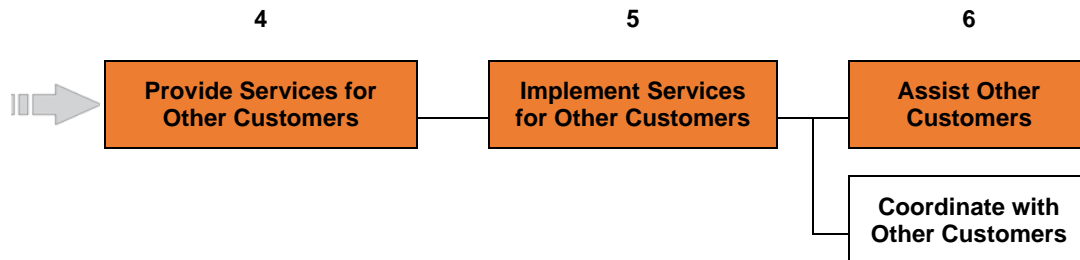 4 5 6
Provide Services for
Other Customers
Implement Services
for Other Customers
Assist Other
Customers
Coordinate with
Other Customers